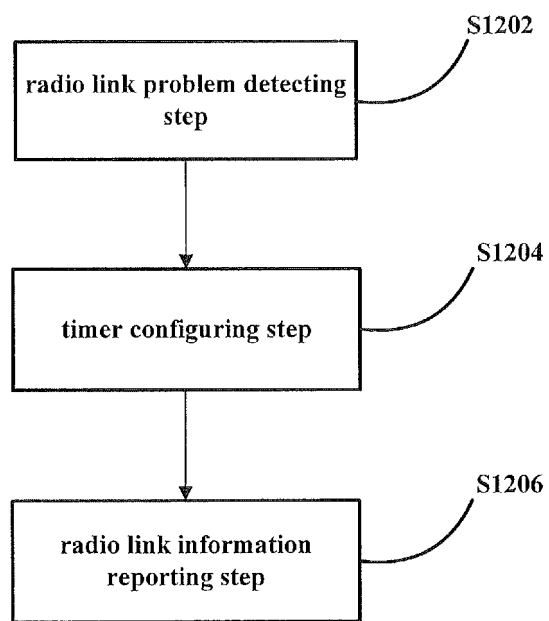 S1202
radio link problem detecting
step
S1204
timer configuring step
S1206
radio link information
reporting step